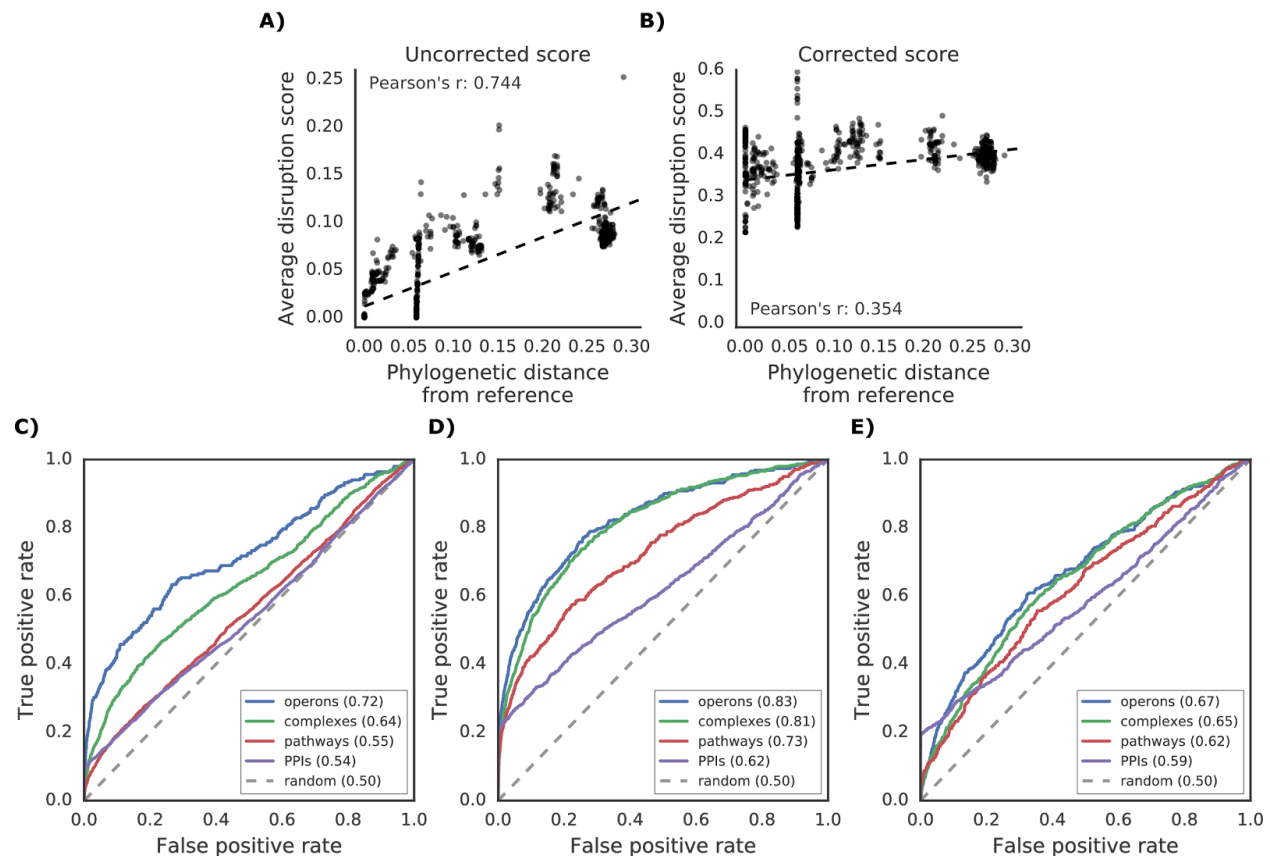 A)
Uncorrected score
Pearson's r: 0.744
Average disruption score
0.25
0.20
0.15
0.10
0.05
0.00
0.00 0.05 0.10 0.15 0.20 0.25 0.30
Phylogenetic distance
from reference
B)
Corrected score
Average disruption score
0.6
0.5
0.4
0.3
0.2
0.1
0.0
Pearson's r: 0.354
0.00 0.05 0.10 0.15 0.20 0.25 0.30
Phylogenetic distance
from reference
C)
True positive rate
1.0
0.8
0.6
0.4
0.2
0.0
operons (0.72)
complexes (0.64)
pathways (0.55)
PPIs (0.54)
random (0.50)
0.0 0.2 0.4 0.6 0.8 1.0
False positive rate
D)
True positive rate
1.0
0.8
0.6
0.4
0.2
0.0
operons (0.83)
complexes (0.81)
pathways (0.73)
PPIs (0.62)
random (0.50)
0.0 0.2 0.4 0.6 0.8 1.0
False positive rate
E)
True positive rate
1.0
0.8
0.6
0.4
0.2
0.0
operons (0.67)
complexes (0.65)
pathways (0.62)
PPIs (0.59)
random (0.50)
0.0 0.2 0.4 0.6 0.8 1.0
False positive rate